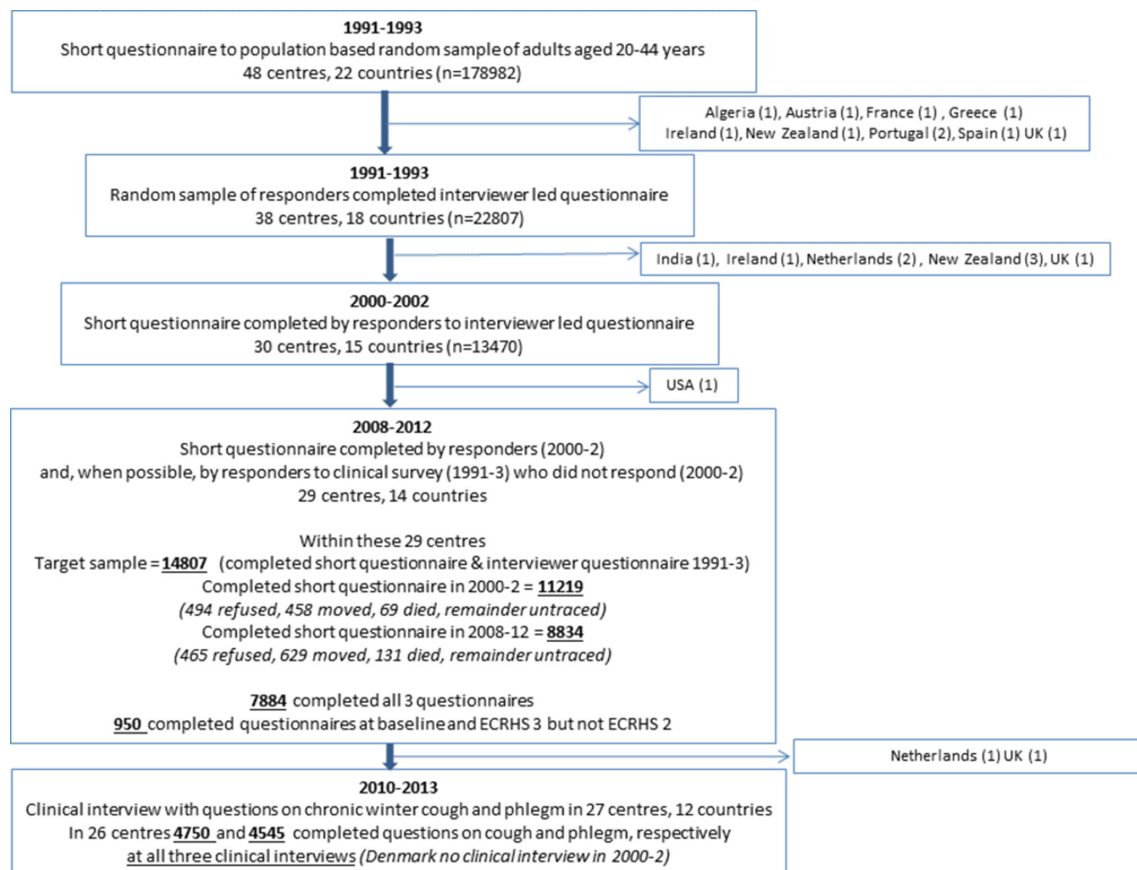 1991-1993
Short questionnaire to population based random sample of adults aged 20-44 years
48 centres, 22 countries (n=178982)
Algeria (1), Austria (1), France (1) , Greece (1)
Ireland (1), New Zealand (1), Portugal (2), Spain (1) UK (1)
1991-1993
Random sample of responders completed interviewer led questionnaire
38 centres, 18 countries (n=22807)
India (1), Ireland (1), Netherlands (2) , New Zealand (3), UK (1)
2000-2002
Short questionnaire completed by responders to interviewer led questionnaire
30 centres, 15 countries (n=13470)
USA (1)
2008-2012
Short questionnaire completed by responders (2000-2)
and, when possible, by responders to clinical survey (1991-3) who did not respond (2000-2)
29 centres, 14 countries
Within these 29 centres
Target sample = 14807 (completed short questionnaire & interviewer questionnaire 1991-3)
Completed short questionnaire in 2000-2 = 11219
(494 refused, 458 moved, 69 died, remainder untraced)
Completed short questionnaire in 2008-12 = 8834
(465 refused, 629 moved, 131 died, remainder untraced)
7884 completed all 3 questionnaires
950 completed questionnaires at baseline and ECRHS 3 but not ECRHS 2
Netherlands (1) UK (1)
2010-2013
Clinical interview with questions on chronic winter cough and phlegm in 27 centres, 12 countries
In 26 centres 4750 and 4545 completed questions on cough and phlegm, respectively
at all three clinical interviews (Denmark no clinical interview in 2000-2)